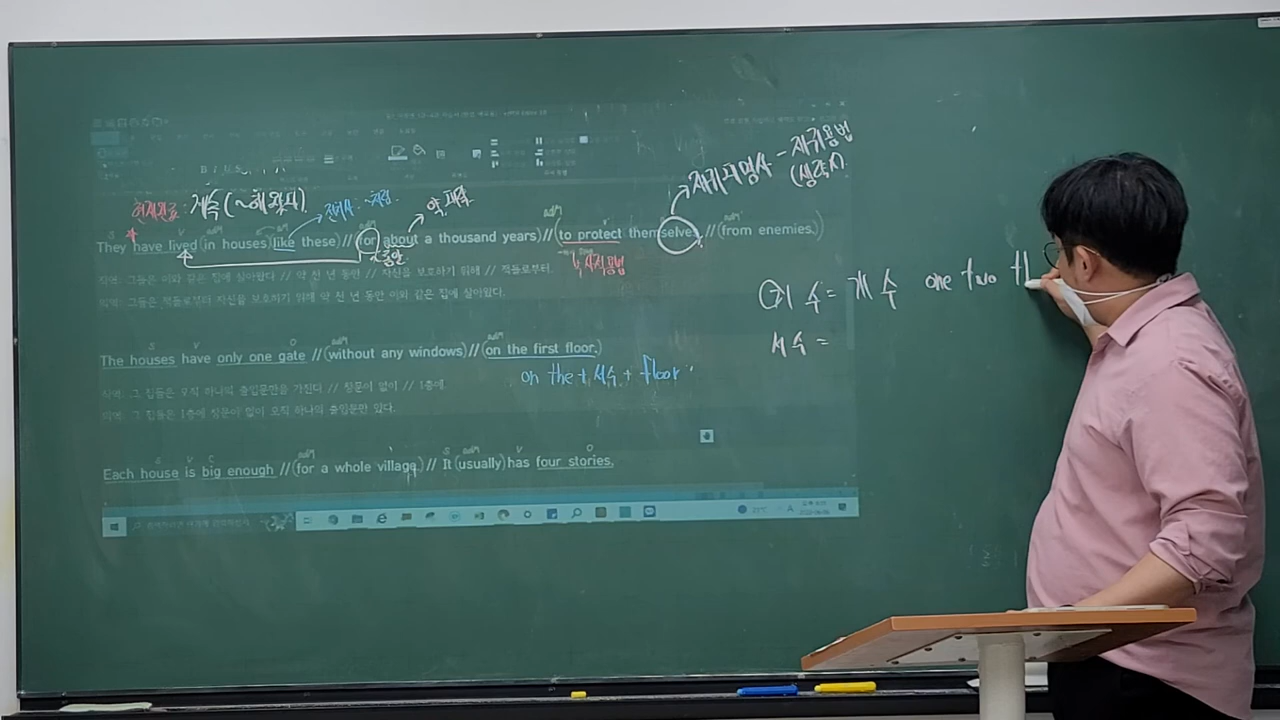 현재완료: 계속(~해 왔다) 전치사: ~처럼 약, 대략 재귀대명사 - 재귀용법
(생략X)
S V adM adM adM V adM
They have lived (in houses) like these) // (for about a thousand years) // (to protect themselves // (from enemies.)
~동안 부사적용법
직역: 그들은 이와 같은 집에 살아왔다 // 약 천 년 동안 // 자신을 보호하기 위해 // 적들로부터.
의역: 그들은 적들로부터 자신을 보호하기 위해 약 천 년 동안 이와 같은 집에 살아왔다.
기수 = 개수 one two th
서수 =
S V O adM adM
The houses have only one gate // (without any windows) // (on the first floor.)
on the + 서수 + floor
직역: 그 집들은 오직 하나의 출입문만을 가진다 // 창문이 없이 // 1층에.
의역: 그 집들은 1층에 창문이 없이 오직 하나의 출입문만 있다.
S V C adM S adM V O
Each house is big enough // (for a whole village,) // It (usually) has four stories.